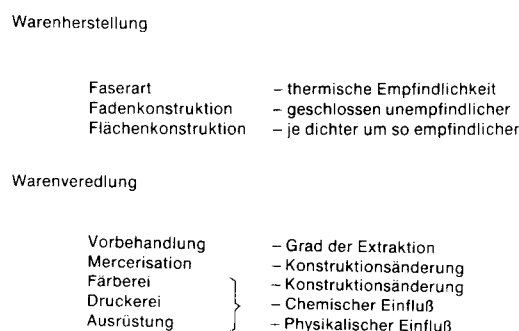 Warenherstellung
Faserart – thermische Empfindlichkeit
Fadenkonstruktion – geschlossen unempfindlicher
Flächenkonstruktion – je dichter um so empfindlicher
Warenveredlung
Vorbehandlung – Grad der Extraktion
Mercerisation – Konstruktionsänderung
Färberei – Konstruktionsänderung
Druckerei – Chemischer Einfluß
Ausrüstung – Physikalischer Einfluß